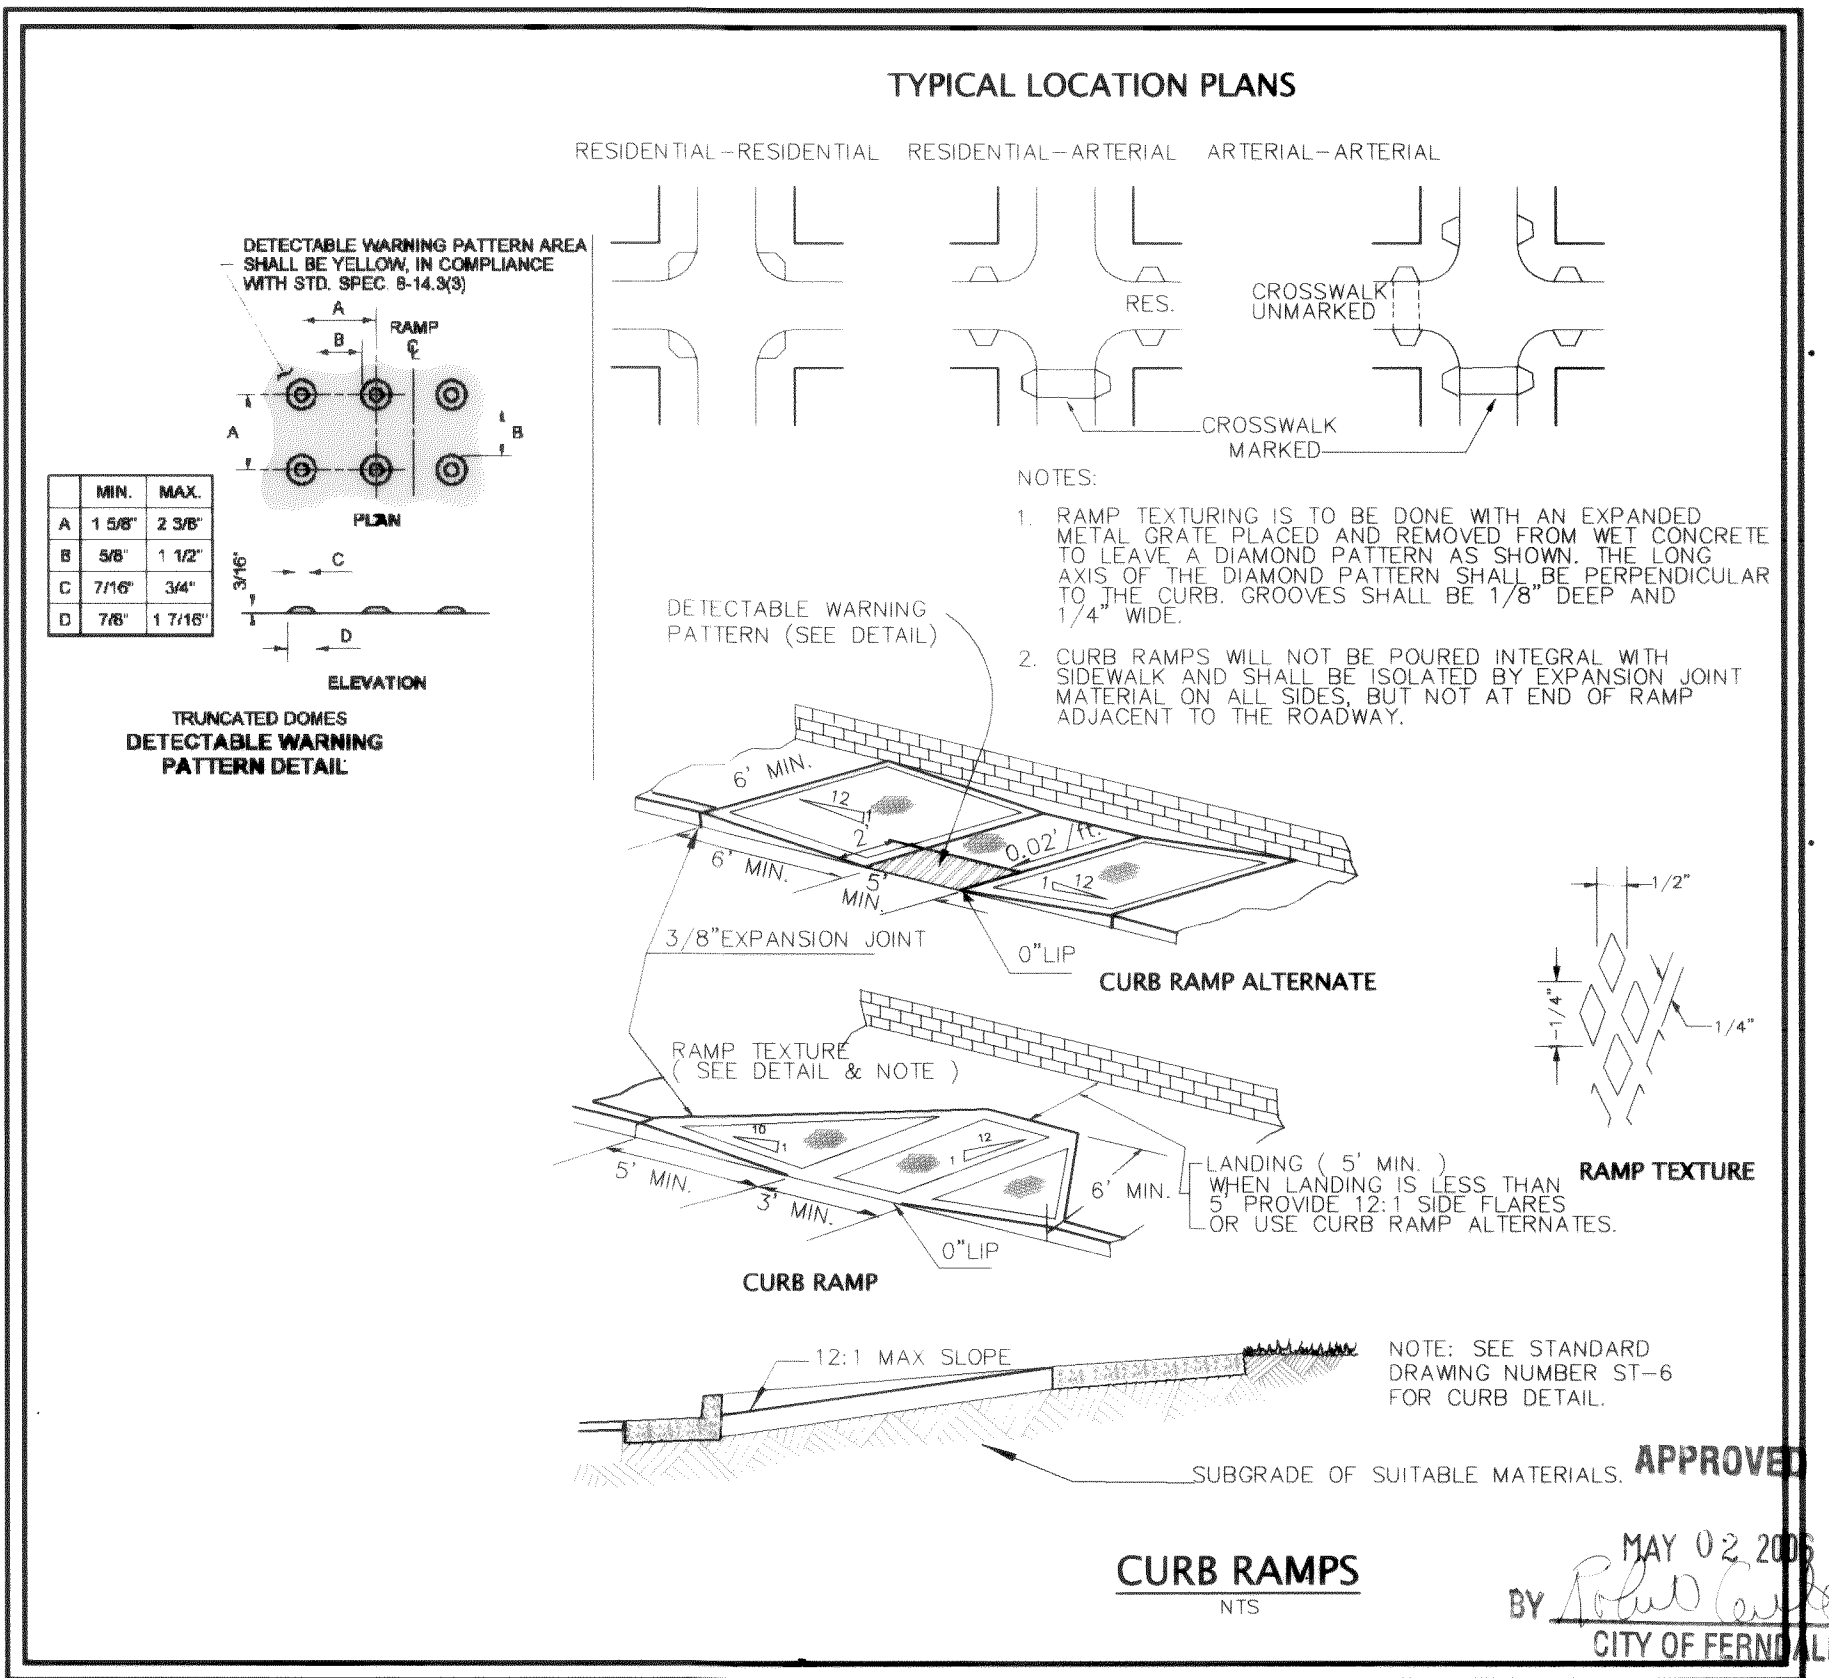 TYPICAL LOCATION PLANS
RESIDENTIAL-RESIDENTIAL
RESIDENTIAL-ARTERIAL
ARTERIAL-ARTERIAL
DETECTABLE WARNING PATTERN AREA
SHALL BE YELLOW, IN COMPLIANCE
WITH STD. SPEC. 8-14.3(3)
A
B
RAMP
℄
A
B
PLAN
MIN. MAX.
A 1 5/8" 2 3/8"
B 5/8" 1 1/2"
C 7/16" 3/4"
D 7/8" 1 7/16"
3/16"
C
D
ELEVATION
TRUNCATED DOMES
DETECTABLE WARNING
PATTERN DETAIL
RES.
CROSSWALK
UNMARKED
CROSSWALK
MARKED
NOTES:
1. RAMP TEXTURING IS TO BE DONE WITH AN EXPANDED
METAL GRATE PLACED AND REMOVED FROM WET CONCRETE
TO LEAVE A DIAMOND PATTERN AS SHOWN. THE LONG
AXIS OF THE DIAMOND PATTERN SHALL BE PERPENDICULAR
TO THE CURB. GROOVES SHALL BE 1/8" DEEP AND
1/4" WIDE.
2. CURB RAMPS WILL NOT BE POURED INTEGRAL WITH
SIDEWALK AND SHALL BE ISOLATED BY EXPANSION JOINT
MATERIAL ON ALL SIDES, BUT NOT AT END OF RAMP
ADJACENT TO THE ROADWAY.
DETECTABLE WARNING
PATTERN (SEE DETAIL)
6' MIN.
12
1
2'
0.02' /ft.
6' MIN.
5'
MIN.
1
12
3/8"EXPANSION JOINT
0"LIP
CURB RAMP ALTERNATE
1/2"
1-1/4"
1/4"
RAMP TEXTURE
RAMP TEXTURE
( SEE DETAIL & NOTE )
10
1
12
1
5' MIN.
3' MIN.
6' MIN.
LANDING ( 5' MIN. )
WHEN LANDING IS LESS THAN
5' PROVIDE 12:1 SIDE FLARES
OR USE CURB RAMP ALTERNATES.
0"LIP
CURB RAMP
12:1 MAX SLOPE
NOTE: SEE STANDARD
DRAWING NUMBER ST-6
FOR CURB DETAIL.
SUBGRADE OF SUITABLE MATERIALS.
APPROVED
MAY 02 2006
BY
CITY OF FERNDAL
CURB RAMPS
NTS